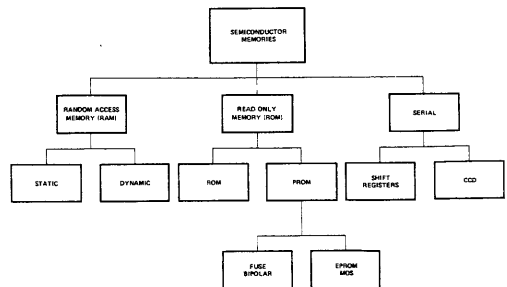 SEMICONDUCTOR
MEMORIES
RANDOM ACCESS
MEMORY (RAM)
READ ONLY
MEMORY (ROM)
SERIAL
STATIC
DYNAMIC
ROM
PROM
SHIFT
REGISTERS
CCD
FUSE
BIPOLAR
EPROM
MOS